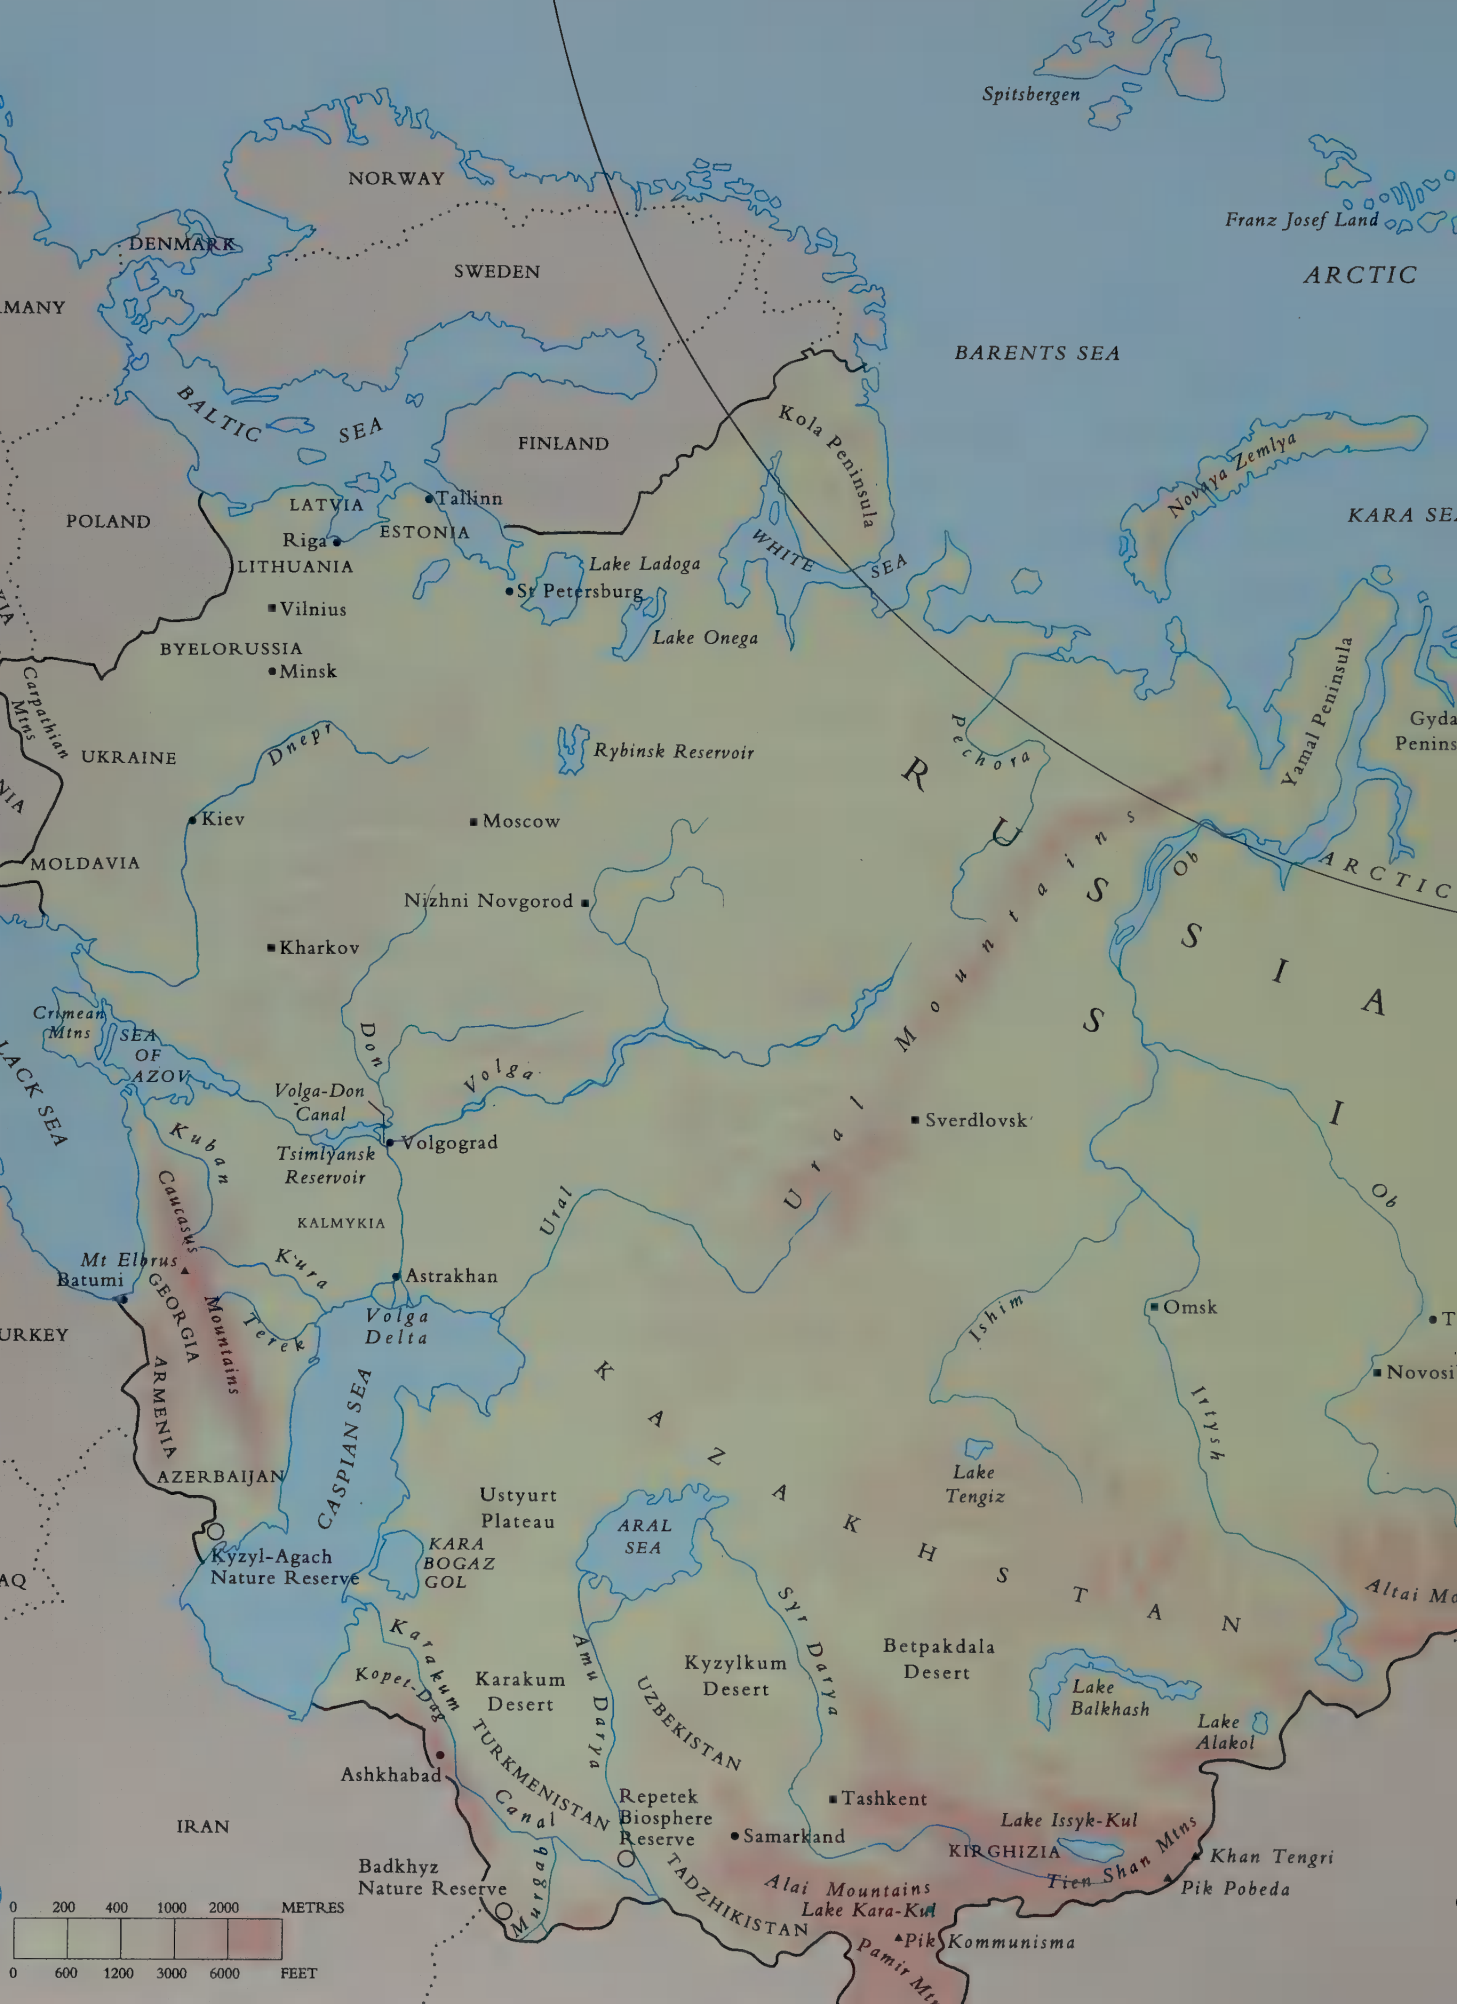 Spitsbergen
NORWAY
Franz Josef Land
DENMARK
SWEDEN
ARCTIC
MANY
BARENTS SEA
BALTIC SEA
Kola Peninsula
FINLAND
Novaya Zemlya
LATVIA
Tallinn
KARA SEA
POLAND
Riga
ESTONIA
WHITE SEA
LITHUANIA
Lake Ladoga
St Petersburg
Vilnius
Lake Onega
BYELORUSSIA
Minsk
Carpathian
Mtns
Yamal Peninsula
Gyda
Penins
Pechora
Dnepr
UKRAINE
Rybinsk Reservoir
RUSSIA
NIA
Kiev
Moscow
MOLDAVIA
Ob
ARCTIC
Nizhni Novgorod
Kharkov
Ural Mountains
S I
Crimean
Mtns
SEA
OF
AZOV
Don
LACK SEA
Volga
Volga-Don
Canal
Kuban
Volgograd
Sverdlovsk
Tsimlyansk
Reservoir
Caucasus Mountains
Ural
Ob
KALMYKIA
Mt Elbrus
Batumi
Kura
Astrakhan
GEORGIA
Terek
Volga
Delta
Ishim
Omsk
T
URKEY
ARMENIA
CASPIAN SEA
KAZAKHSTAN
Novosi
Irtysh
AZERBAIJAN
Lake
Tengiz
Ustyurt
Plateau
ARAL
SEA
KARA
BOGAZ
GOL
Kyzyl-Agach
Nature Reserve
AQ
Altai Mo
Syr Darya
Karakum Canal
Amu Darya
Betpakdala
Desert
Kopet-Dag
Karakum
Desert
Kyzylkum
Desert
UZBEKISTAN
Lake
Balkhash
Lake
Alakol
TURKMENISTAN
Ashkhabad
Repetek
Biosphere
Reserve
Tashkent
IRAN
Samarkand
Lake Issyk-Kul
KIRGHIZIA
Tien Shan Mtns
Khan Tengri
Pik Pobeda
Badkhyz
Nature Reserve
Murgab
TADZHIKISTAN
Alai Mountains
Lake Kara-Kul
Pik Kommunisma
Pamir Mtns
0 200 400 1000 2000 METRES
0 600 1200 3000 6000 FEET